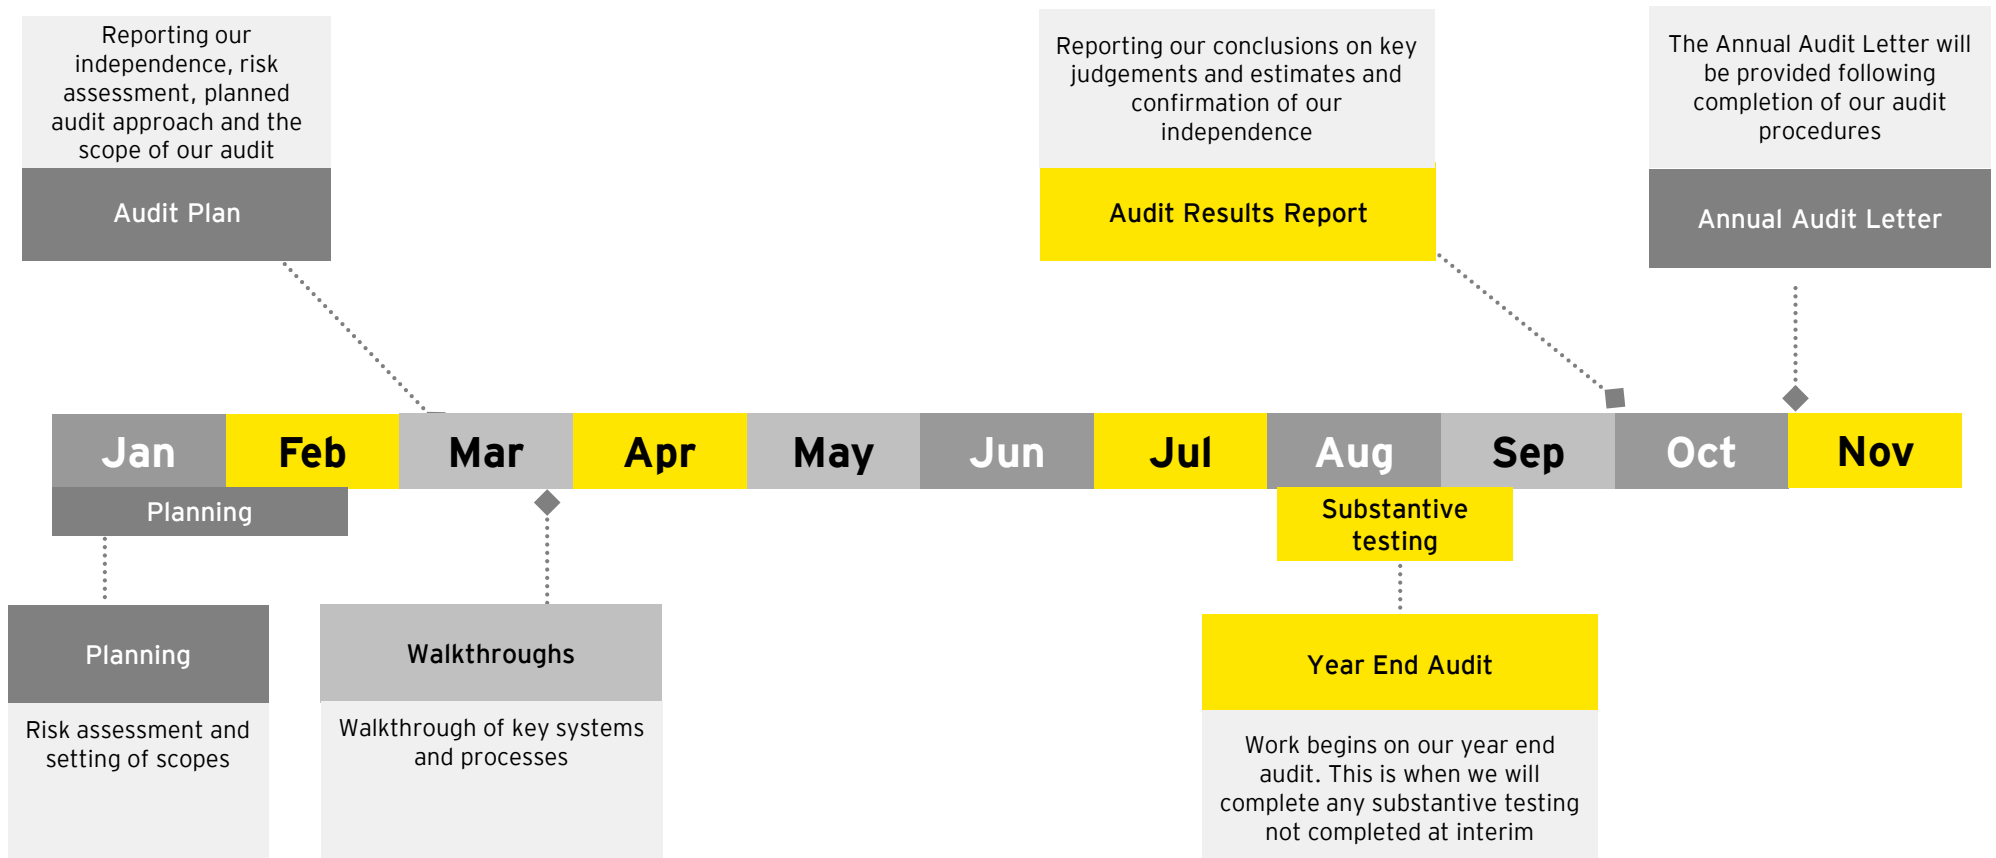 Reporting our
independence, risk
assessment, planned
audit approach and the
scope of our audit
Audit Plan
Reporting our conclusions on key
judgements and estimates and
confirmation of our
independence
Audit Results Report
The Annual Audit Letter will
be provided following
completion of our audit
procedures
Annual Audit Letter
Jan Feb Mar Apr May Jun Jul Aug Sep Oct Nov
Planning
Substantive
testing
Planning
Risk assessment and
setting of scopes
Walkthroughs
Walkthrough of key systems
and processes
Year End Audit
Work begins on our year end
audit. This is when we will
complete any substantive testing
not completed at interim